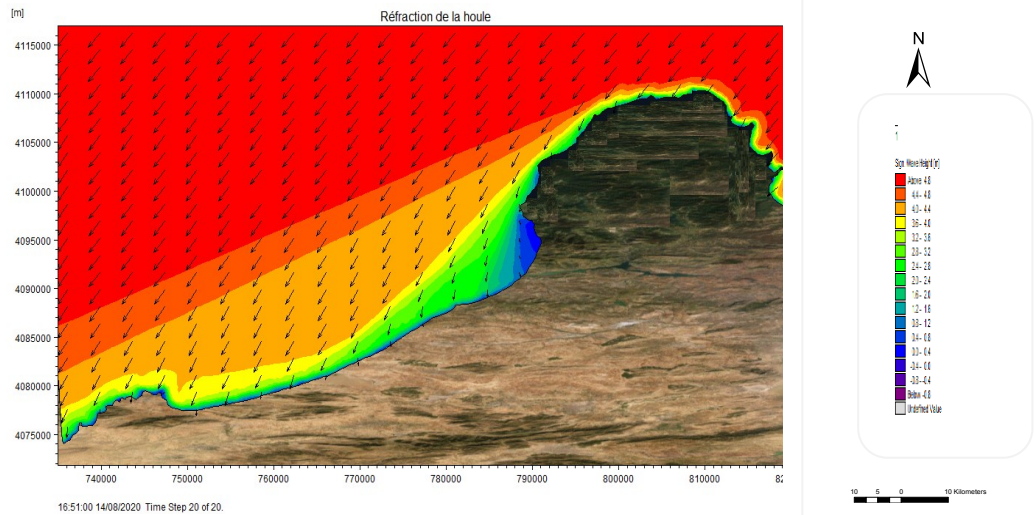 [m]
Réfraction de la houle
4115000
4110000
4105000
4100000
4095000
4090000
4085000
4080000
4075000
740000 750000 760000 770000 780000 790000 800000 810000 82
16:51:00 14/08/2020 Time Step 20 of 20.
N
Sign. Wave Height [m]
Above 4.8
4.4 - 4.8
4.0 - 4.4
3.6 - 4.0
3.2 - 3.6
2.8 - 3.2
2.4 - 2.8
2.0 - 2.4
1.6 - 2.0
1.2 - 1.6
0.8 - 1.2
0.4 - 0.8
0.0 - 0.4
-0.4 - 0.0
-0.8 - -0.4
Below -0.8
Undefined Value
10 5 0 10 Kilometers